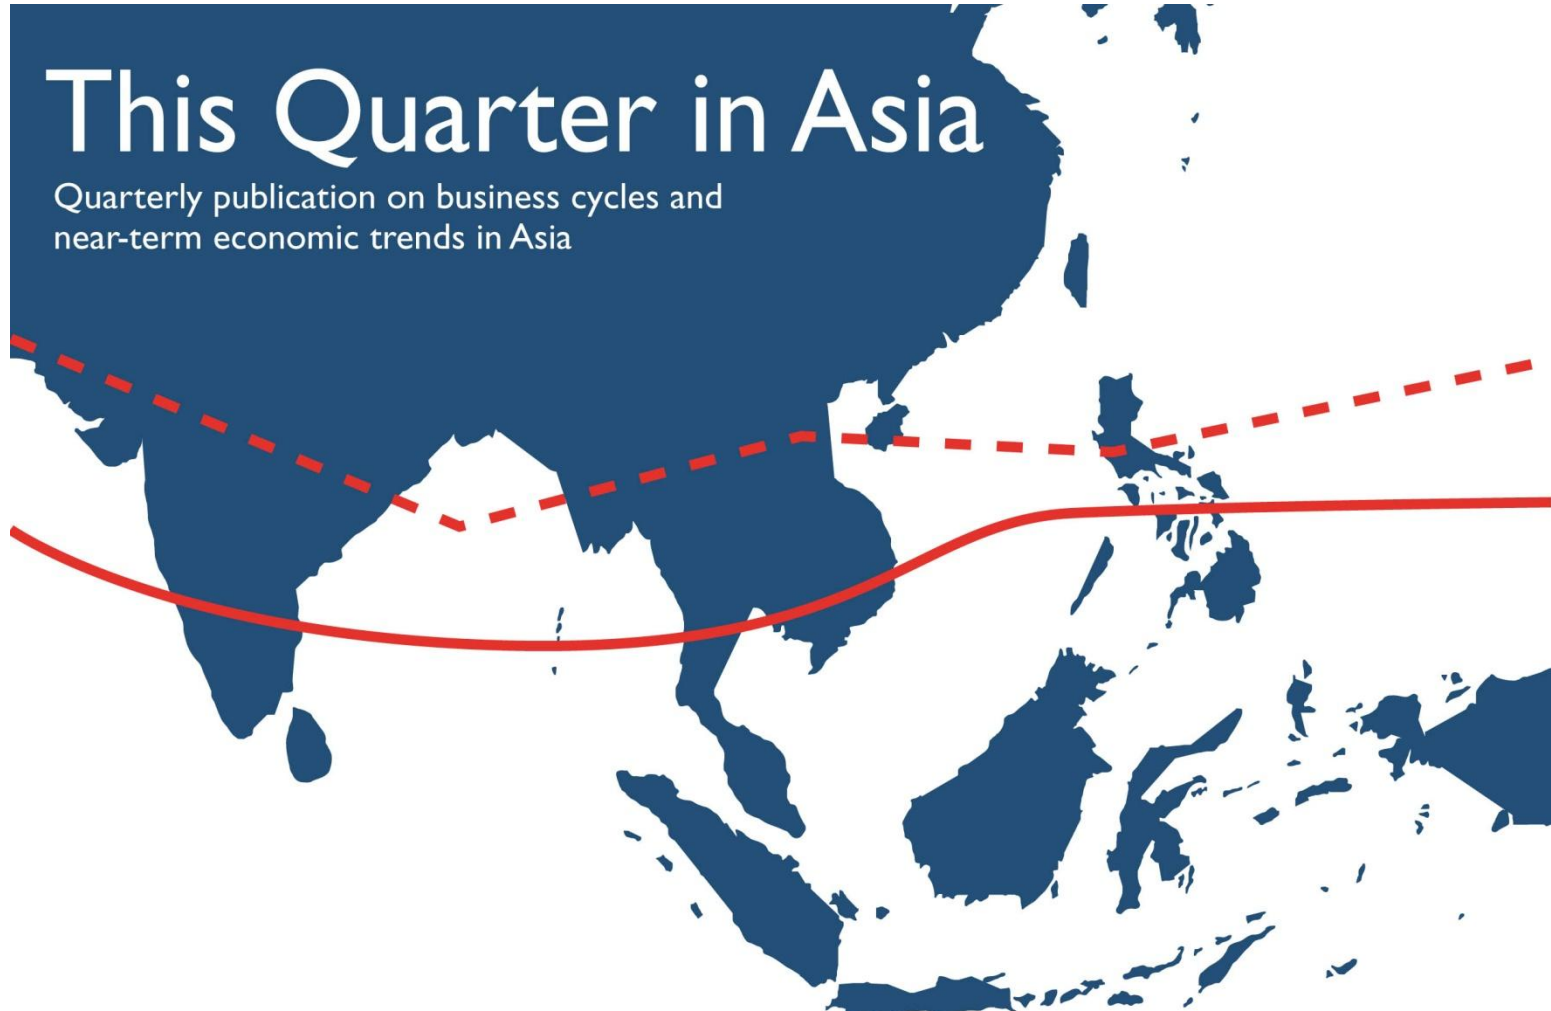 This Quarter in Asia
Quarterly publication on business cycles and
near-term economic trends in Asia